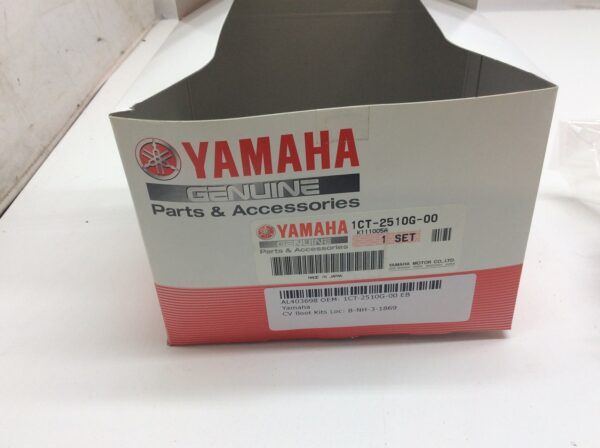 YAMAHA
GENUINE
Parts & Accessories
YAMAHA
GENUINE
Parts & Accessories
1CT-2510G-00
K111005A
1 SET
MADE IN JAPAN
YAMAHA MOTOR CO.,LTD.
AL403698 OEM: 1CT-2510G-00 EB
Yamaha
CV Boot Kits Loc: B-NH-3-1869